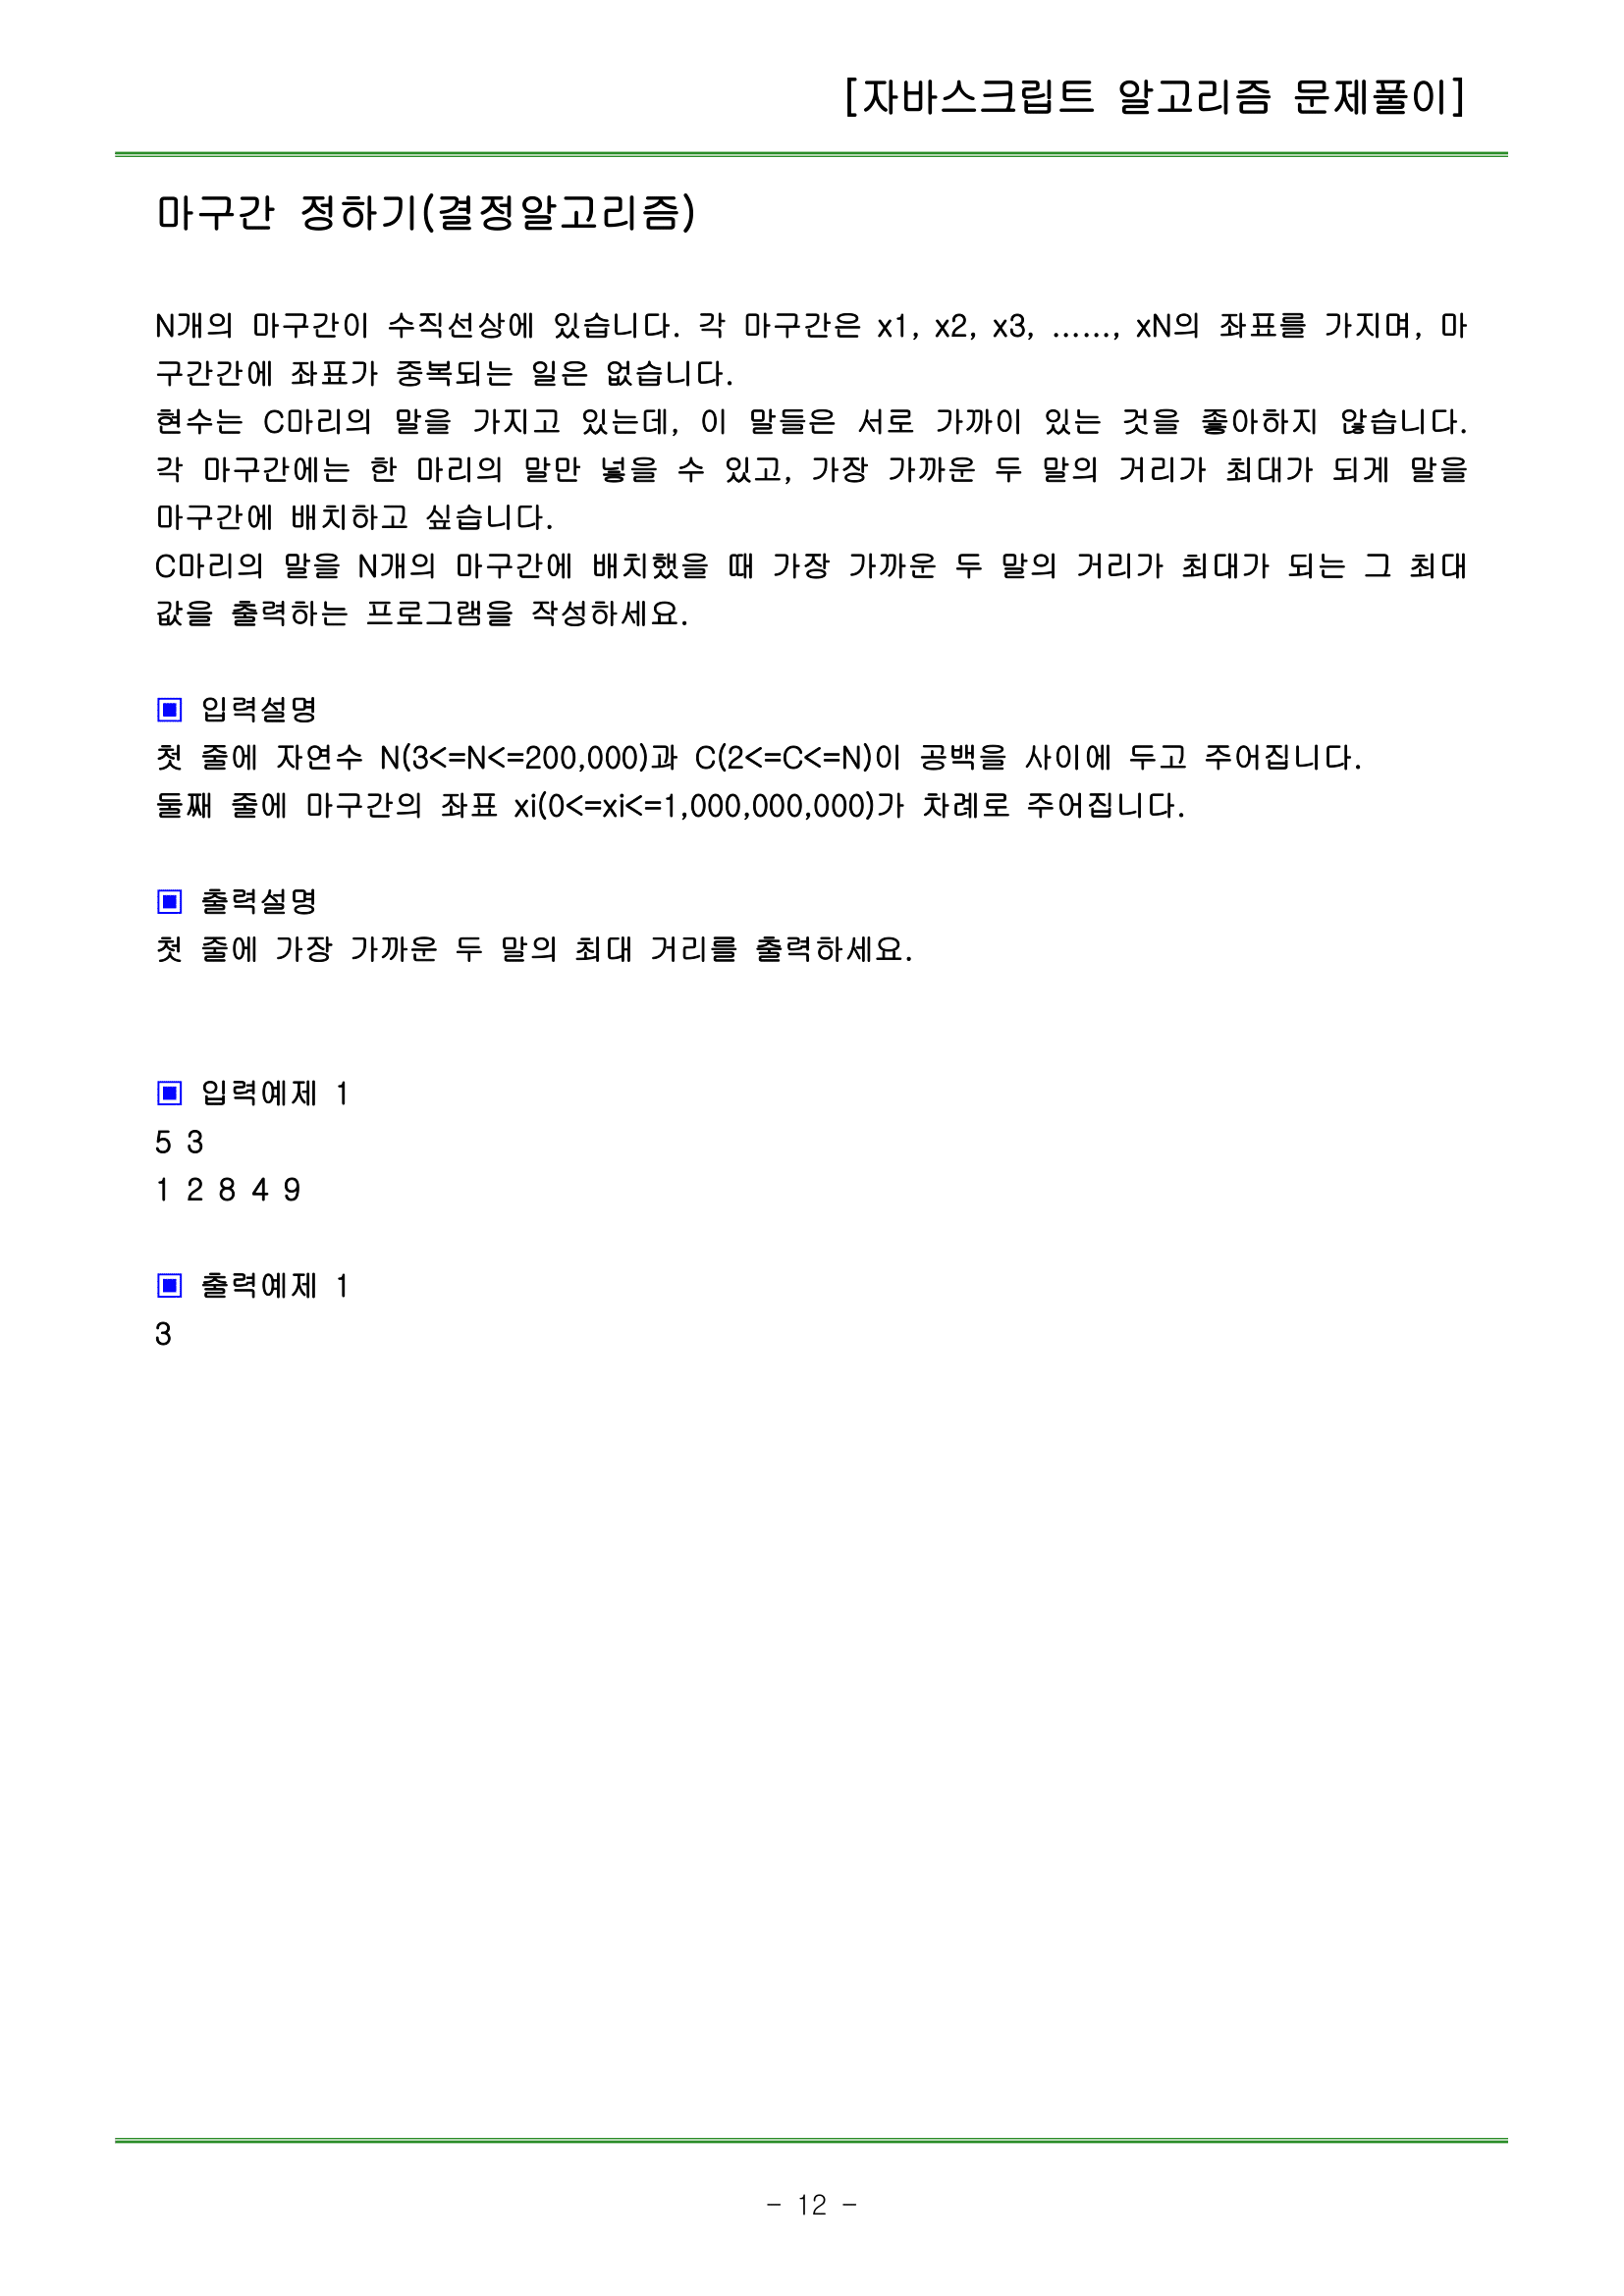 [자바스크립트 알고리즘 문제풀이]
마구간 정하기(결정알고리즘)
N개의 마구간이 수직선상에 있습니다. 각 마구간은 x1, x2, x3, ......, xN의 좌표를 가지며, 마
구간간에 좌표가 중복되는 일은 없습니다.
현수는 C마리의 말을 가지고 있는데, 이 말들은 서로 가까이 있는 것을 좋아하지 않습니다.
각 마구간에는 한 마리의 말만 넣을 수 있고, 가장 가까운 두 말의 거리가 최대가 되게 말을
마구간에 배치하고 싶습니다.
C마리의 말을 N개의 마구간에 배치했을 때 가장 가까운 두 말의 거리가 최대가 되는 그 최대
값을 출력하는 프로그램을 작성하세요.
▣ 입력설명
첫 줄에 자연수 N(3<=N<=200,000)과 C(2<=C<=N)이 공백을 사이에 두고 주어집니다.
둘째 줄에 마구간의 좌표 xi(0<=xi<=1,000,000,000)가 차례로 주어집니다.
▣ 출력설명
첫 줄에 가장 가까운 두 말의 최대 거리를 출력하세요.
▣ 입력예제 1
5 3
1 2 8 4 9
▣ 출력예제 1
3
- 12 -